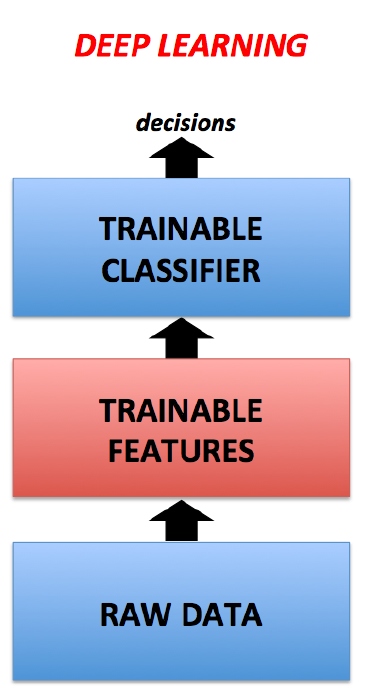 DEEP LEARNING
decisions
TRAINABLE
CLASSIFIER
TRAINABLE
FEATURES
RAW DATA